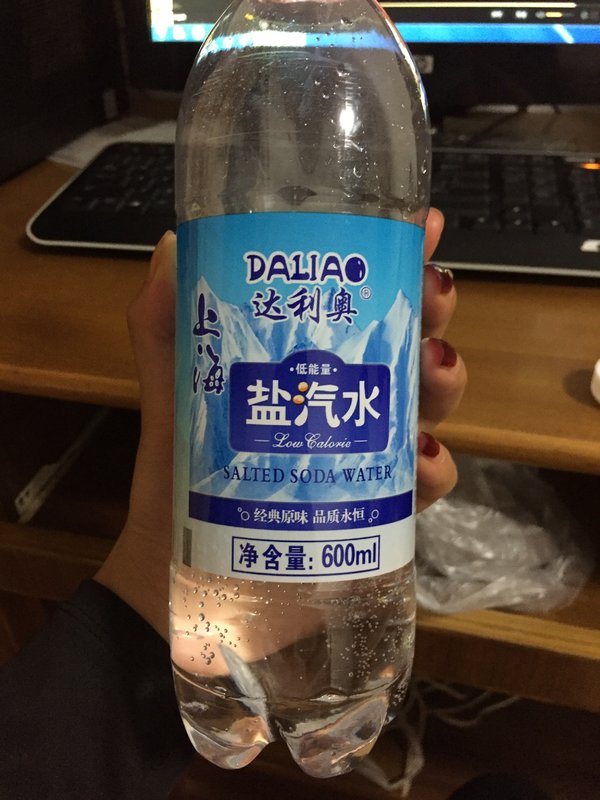 DALIAO
达利奥®
上海
·低能量·
盐汽水
Low Calorie
SALTED SODA WATER
经典原味 品质永恒
净含量: 600ml